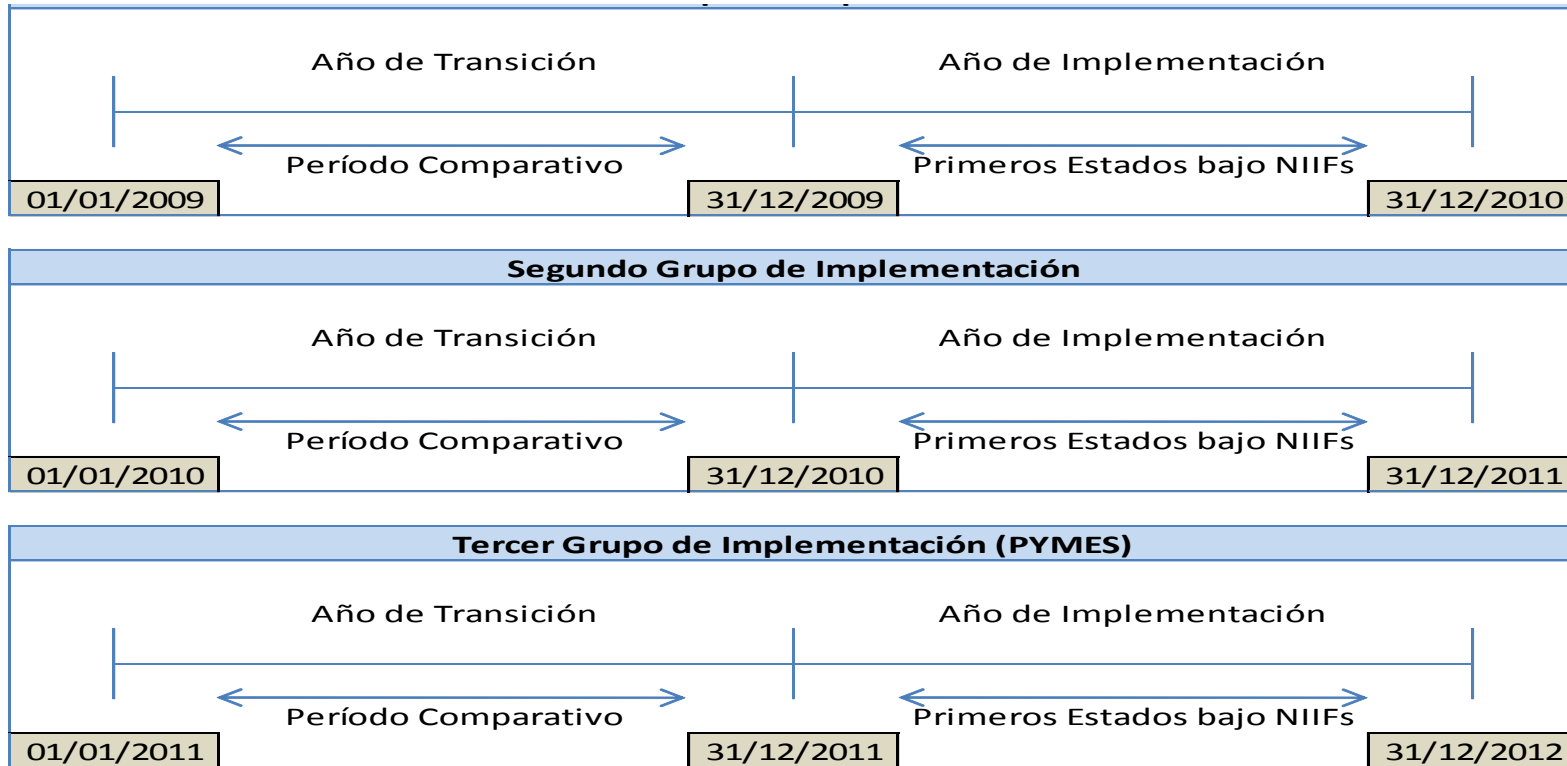 Año de Transición Año de Implementación
Período Comparativo Primeros Estados bajo NIIFs
01/01/2009 31/12/2009 31/12/2010
Segundo Grupo de Implementación
Año de Transición Año de Implementación
Período Comparativo Primeros Estados bajo NIIFs
01/01/2010 31/12/2010 31/12/2011
Tercer Grupo de Implementación (PYMES)
Año de Transición Año de Implementación
Período Comparativo Primeros Estados bajo NIIFs
01/01/2011 31/12/2011 31/12/2012